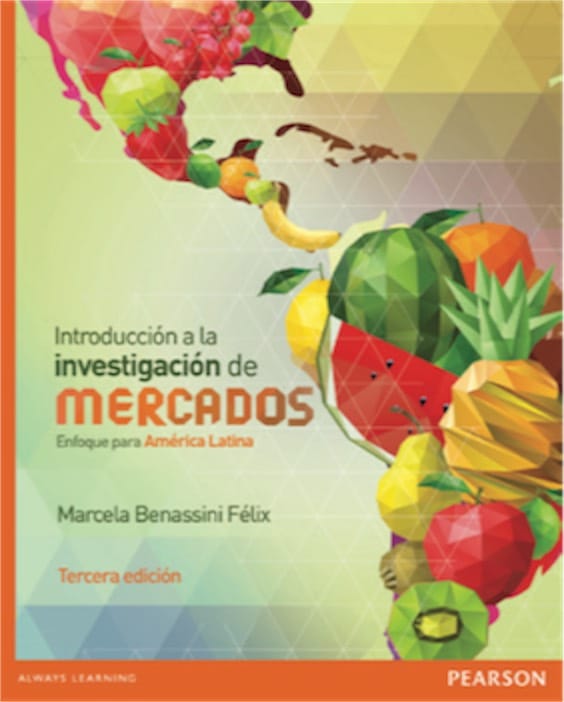 Introducción a la
investigación de
MERCADOS
Enfoque para América Latina
Marcela Benassini Félix
Tercera edición
ALWAYS LEARNING
PEARSON